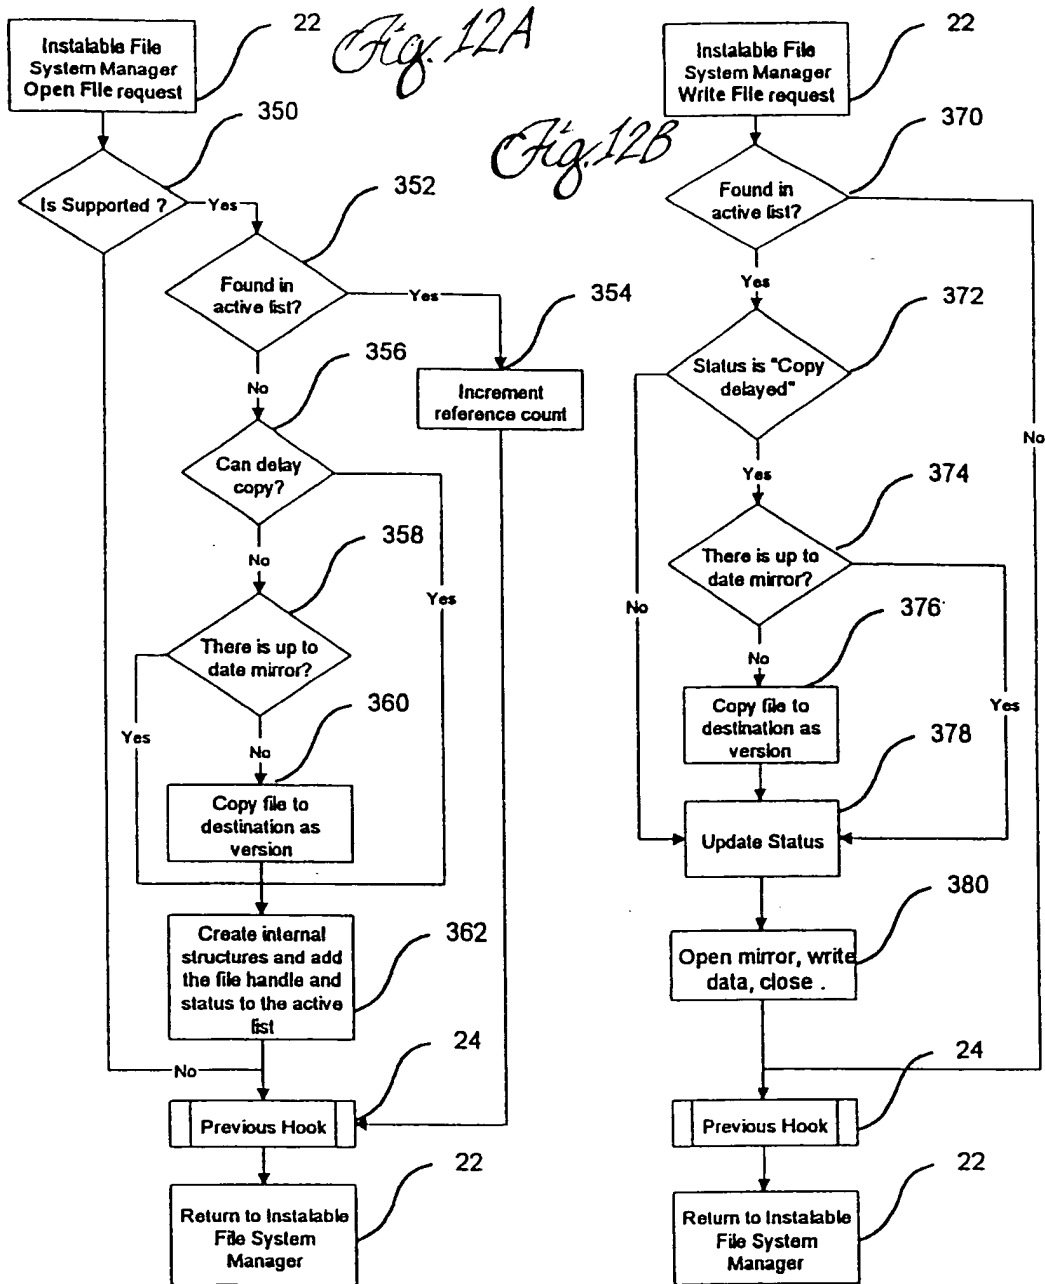 Fig. 12A
22
Instalable File
System Manager
Open File request
350
Is Supported ?
Yes
352
Found in
active list?
Yes
354
Increment
reference count
No
356
Can delay
copy?
No
Yes
358
There is up to
date mirror?
Yes
No
360
Copy file to
destination as
version
362
Create internal
structures and add
the file handle and
status to the active
list
No
24
Previous Hook
22
Return to Instalable
File System
Manager
Fig. 12B
22
Instalable File
System Manager
Write File request
370
Found in
active list?
No
Yes
372
Status is "Copy
delayed"
No
Yes
374
There is up to
date mirror?
Yes
No
376
Copy file to
destination as
version
378
Update Status
380
Open mirror, write
data, close .
24
Previous Hook
22
Return to Instalable
File System
Manager